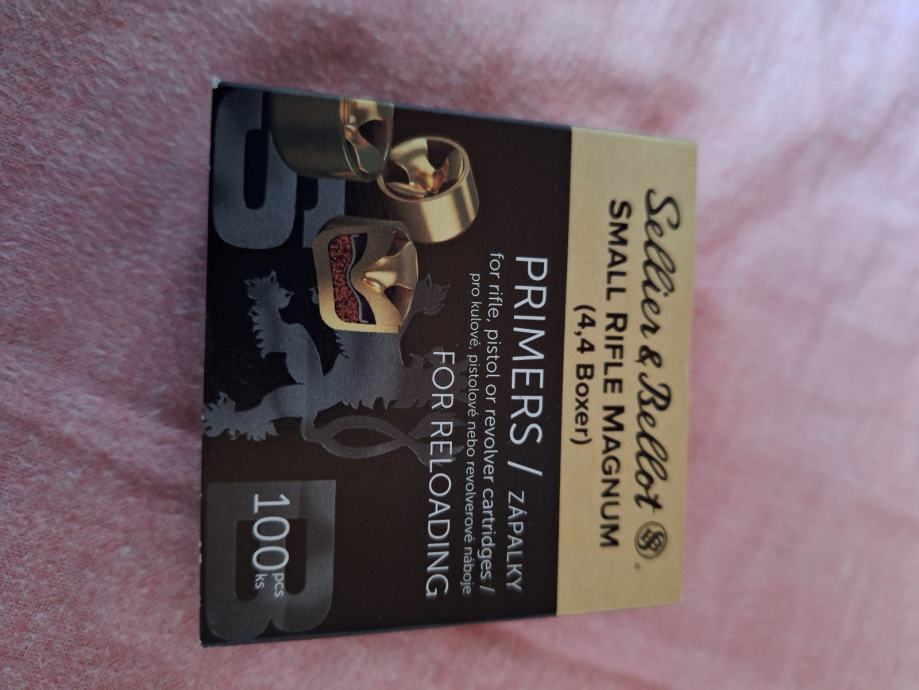 Sellier & Bellot
SMALL RIFLE MAGNUM
(4,4 Boxer)
PRIMERS / ZÁPALKY
for rifle, pistol or revolver cartridges /
pro kulové, pistolové nebo revolverové náboje
FOR RELOADING
100 pcs
ks
S B